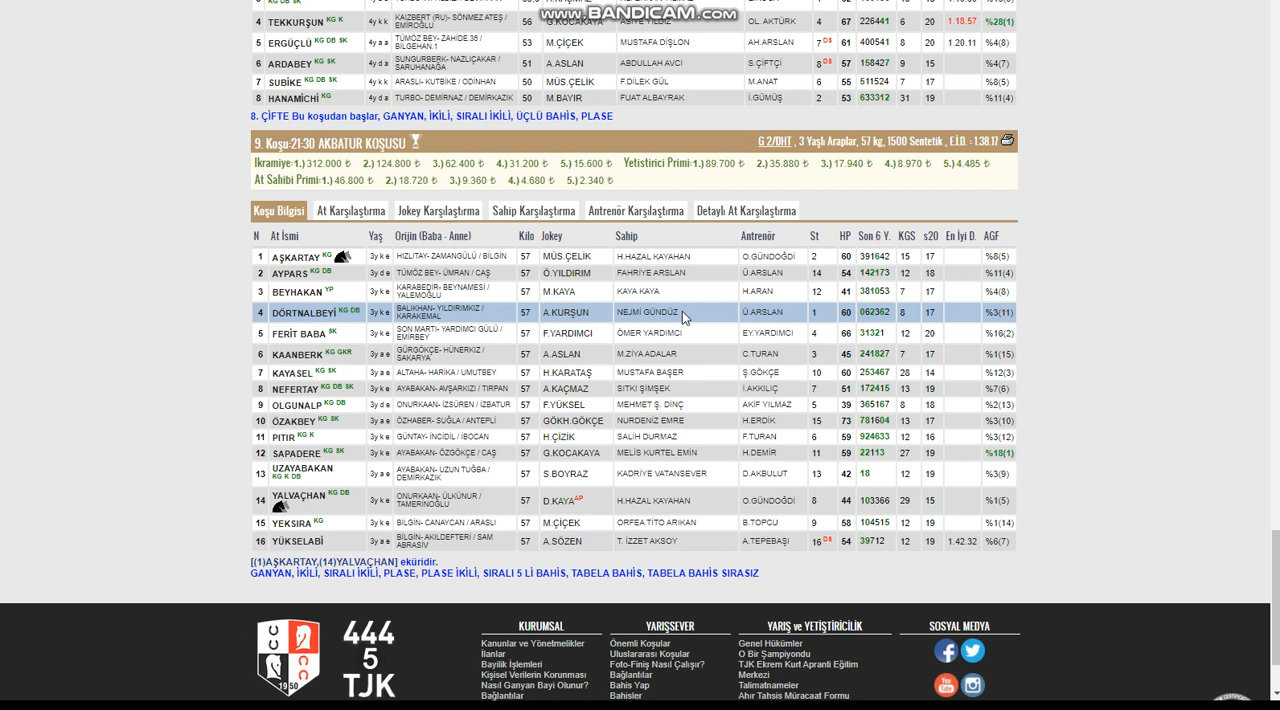 www.BANDICAM.com
4 TEKKURŞUN KG K 4y k k KAIZBERT (RU)- SÖNMEZ ATEŞ / EMİROĞLU 56 G.KOCAKAYA ASİYE YILDIZ OL. AKTÜRK 4 67 226441 6 20 1.18.57 %28(1)
5 ERGÜÇLÜ KG DB SK 4y a a TÜMÖZ BEY- ZAHİDE.38 / BİLGEHAN.1 53 M.ÇİÇEK MUSTAFA DİŞLON AH.ARSLAN 7 DS 61 400541 8 20 1.20.11 %4(8)
6 ARDABEY KG SK 4y d a SUNGURBERK- NAZLIÇAKAR / SARUHANAĞA 51 A.ASLAN ABDULLAH AVCI S.ÇİFTÇİ 8 DS 57 158427 9 15 %4(7)
7 SUBİKE KG DB SK 4y k k ARASLI- KUTBİKE / ODİNHAN 50 MÜS.ÇELİK F.DİLEK GÜL M.ANAT 6 55 511524 7 17 %8(5)
8 HANAMİCHİ KG 4y d a TURBO- DEMİRNAZ / DEMİRKAZIK 50 M.BAYIR FUAT ALBAYRAK İ.GÜMÜŞ 2 53 633312 31 19 %11(4)
8. ÇİFTE Bu koşudan başlar, GANYAN, İKİLİ, SIRALI İKİLİ, ÜÇLÜ BAHİS, PLASE
9. Koşu:21:30 AKBATUR KOŞUSU G 2/DHT , 3 Yaşlı Araplar, 57 kg, 1500 Sentetik , E.İ.D. : 1.38.17
İkramiye:1.) 312.000 ₺ 2.) 124.800 ₺ 3.) 62.400 ₺ 4.) 31.200 ₺ 5.) 15.600 ₺ Yetistirici Primi:1.) 89.700 ₺ 2.) 35.880 ₺ 3.) 17.940 ₺ 4.) 8.970 ₺ 5.) 4.485 ₺
At Sahibi Primi:1.) 46.800 ₺ 2.) 18.720 ₺ 3.) 9.360 ₺ 4.) 4.680 ₺ 5.) 2.340 ₺
Koşu Bilgisi At Karşılaştırma Jokey Karşılaştırma Sahip Karşılaştırma Antrenör Karşılaştırma Detaylı At Karşılaştırma
N At İsmi Yaş Orijin (Baba - Anne) Kilo Jokey Sahip Antrenör St HP Son 6 Y. KGS s20 En İyi D. AGF
1 AŞKARTAY KG 3y k e HIZLITAY- ZAMANGÜLÜ / BİLGİN 57 MÜS.ÇELİK H.HAZAL KAYAHAN O.GÜNDOĞDİ 2 60 391642 15 17 %8(5)
2 AYPARS KG DB 3y d e TÜMÖZ BEY- ÜMRAN / CAŞ 57 Ö.YILDIRIM FAHRİYE ARSLAN Ü.ARSLAN 14 54 142173 12 18 %11(4)
3 BEYHAKAN YP 3y k e KARABEDİR- BEYNAMESİ / YALEMOĞLU 57 M.KAYA KAYA KAYA H.ARAN 12 41 381053 7 17 %4(8)
4 DÖRTNALBEYİ KG DB 3y k e BALIKHAN- YILDIRIMKIZ / KARAKEMAL 57 A.KURŞUN NEJMİ GÜNDÜZ Ü.ARSLAN 1 60 062362 8 17 %3(11)
5 FERİT BABA SK 3y k e SON MARTI- YARDIMCI GÜLÜ / EMİRBEY 57 F.YARDIMCI ÖMER YARDIMCI EY.YARDIMCI 4 66 31321 12 20 %16(2)
6 KAANBERK KG GKR 3y a e GÜRGÖKÇE- HÜNERKIZ / SAKARYA 57 A.ASLAN M.ZİYA ADALAR C.TURAN 3 45 241827 7 17 %1(15)
7 KAYASEL KG SK 3y a e ALTAHA- HARİKA / UMUTBEY 57 H.KARATAŞ MUSTAFA BAŞER Ş.GÖKÇE 10 60 253467 28 14 %12(3)
8 NEFERTAY KG DB SK 3y k e AYABAKAN- AVŞARKIZI / TIRPAN 57 A.KAÇMAZ SITKI ŞİMŞEK İ.AKKILIÇ 7 51 172415 13 19 %7(6)
9 OLGUNALP KG DB 3y d e ONURKAAN- İZSÜREN / İZBATUR 57 F.YÜKSEL MEHMET Ş. DİNÇ AKİF YILMAZ 5 39 365167 8 18 %2(13)
10 ÖZAKBEY KG SK 3y a e ÖZHABER- SUĞLA / ANTEPLİ 57 GÖKH.GÖKÇE NURDENİZ EMRE H.ERDİK 15 73 781604 13 17 %3(10)
11 PITIR KG K 3y k e GÜNTAY- İNCİDİL / İBOCAN 57 H.ÇİZİK SALİH DURMAZ F.TURAN 6 59 924633 12 16 %3(12)
12 SAPADERE KG SK 3y k e AYABAKAN- ÖZGÖKÇE / CAŞ 57 G.KOCAKAYA MELİS KURTEL EMİN H.DEMİR 11 59 22113 27 19 %18(1)
13 UZAYABAKAN KG K DB 3y a e AYABAKAN- UZUN TUĞBA / DEMİRKAZIK 57 S.BOYRAZ KADRİYE VATANSEVER D.AKBULUT 13 42 18 12 19 %3(9)
14 YALVAÇHAN KG DB 3y k e ONURKAAN- ÜLKÜNUR / TAMERİNOĞLU 57 D.KAYA AP H.HAZAL KAYAHAN O.GÜNDOĞDİ 8 44 103366 29 15 %1(5)
15 YEKSIRA KG 3y k e BİLGİN- CANAYCAN / ARASLI 57 M.ÇİÇEK ORFEA TİTO ARIKAN B.TOPCU 9 58 104515 12 19 %1(14)
16 YÜKSELABİ 3y a e BİLGİN- AKILDEFTERİ / SAM ABRASIV 57 A.SÖZEN T. İZZET AKSOY A.TEPEBAŞI 16 DS 54 39712 12 19 1.42.32 %6(7)
[(1)AŞKARTAY,(14)YALVAÇHAN] eküridir.
GANYAN, İKİLİ, SIRALI İKİLİ, PLASE, PLASE İKİLİ, SIRALI 5 Lİ BAHİS, TABELA BAHİS, TABELA BAHİS SIRASIZ
1950
444
5
TJK
KURUMSAL
Kanunlar ve Yönetmelikler
İlanlar
Bayilik İşlemleri
Kişisel Verilerin Korunması
Nasıl Ganyan Bayi Olunur?
Bağlantılar
YARIŞSEVER
Önemli Koşular
Uluslararası Koşular
Foto-Finiş Nasıl Çalışır?
Bağlantılar
Bahis Yap
Bahisler
YARIŞ ve YETİŞTİRİCİLİK
Genel Hükümler
O Bir Şampiyondu
TJK Ekrem Kurt Apranti Eğitim
Merkezi
Talimatnameler
Ahır Tahsis Müracaat Formu
SOSYAL MEDYA